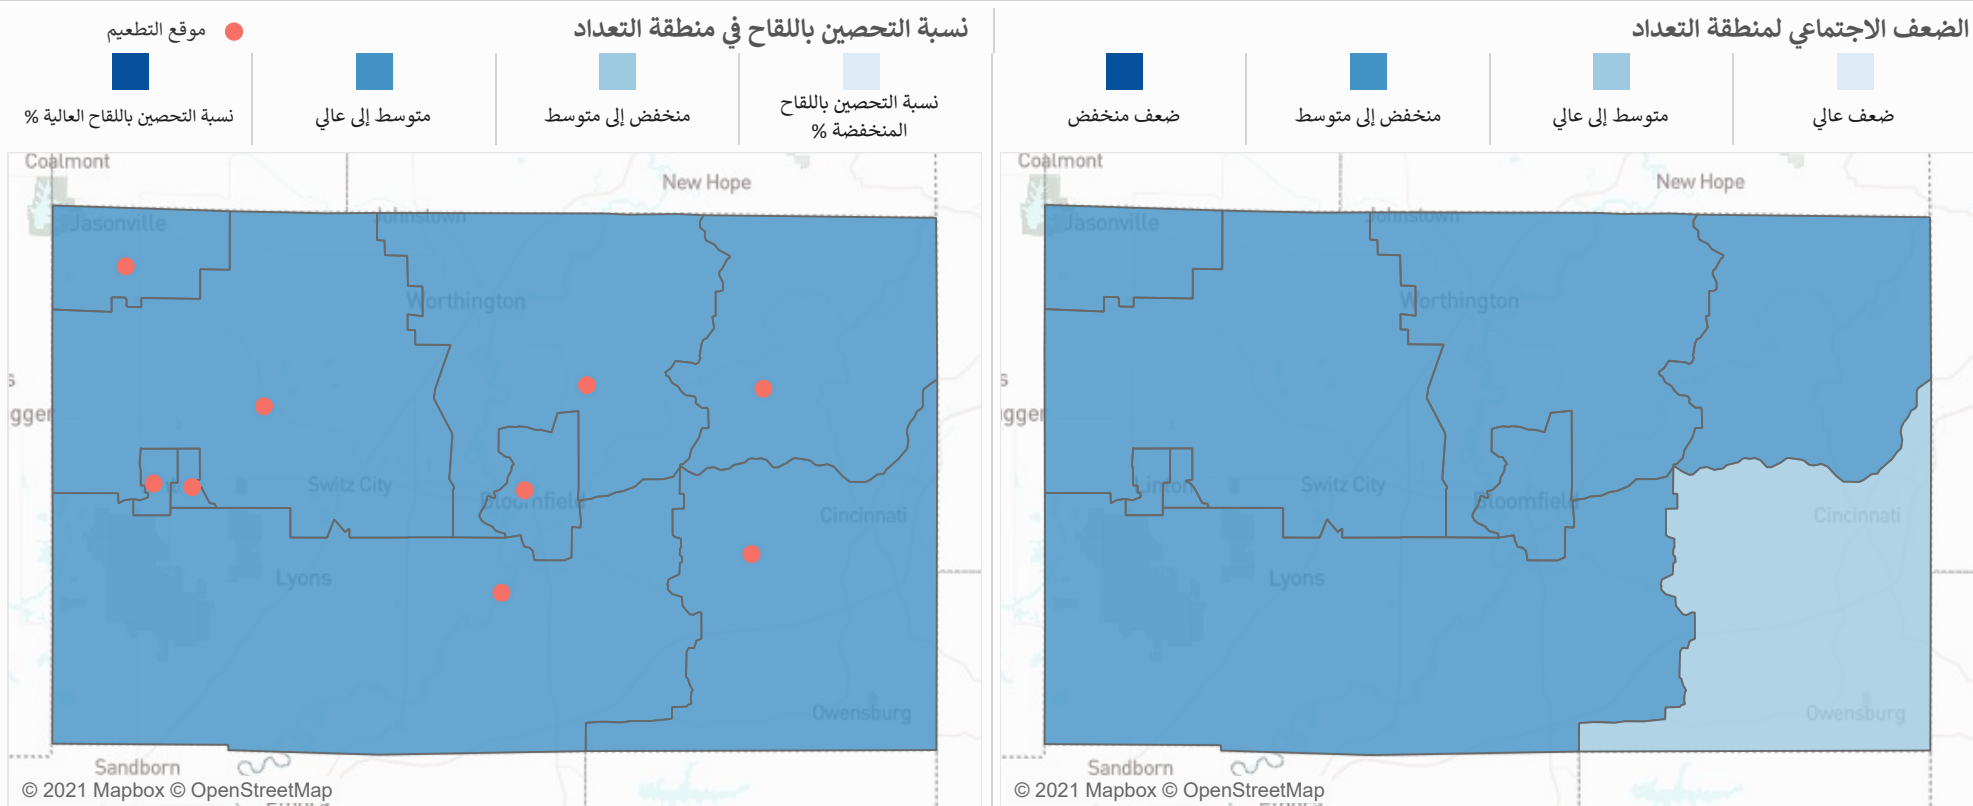 الضعف الاجتماعي لمنطقة التعداد
ضعف عالي
متوسط إلى عالي
منخفض إلى متوسط
ضعف منخفض
Coalmont
New Hope
Jasonville
Johnstown
Worthington
Linton
Switz City
Bloomfield
Cincinnati
Lyons
Owensburg
Sandborn
© 2021 Mapbox © OpenStreetMap
نسبة التحصين باللقاح في منطقة التعداد
موقع التطعيم
نسبة التحصين باللقاح
المنخفضة %
منخفض إلى متوسط
متوسط إلى عالي
نسبة التحصين باللقاح العالية %
Coalmont
New Hope
Jasonville
Johnstown
Worthington
Switz City
Bloomfield
Cincinnati
Lyons
Owensburg
Sandborn
© 2021 Mapbox © OpenStreetMap